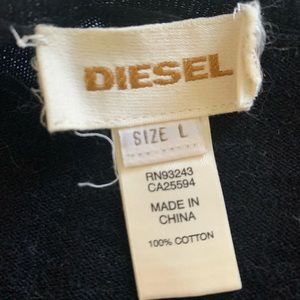 DIESEL
SIZE L
RN93243
CA25594
MADE IN
CHINA
100% COTTON